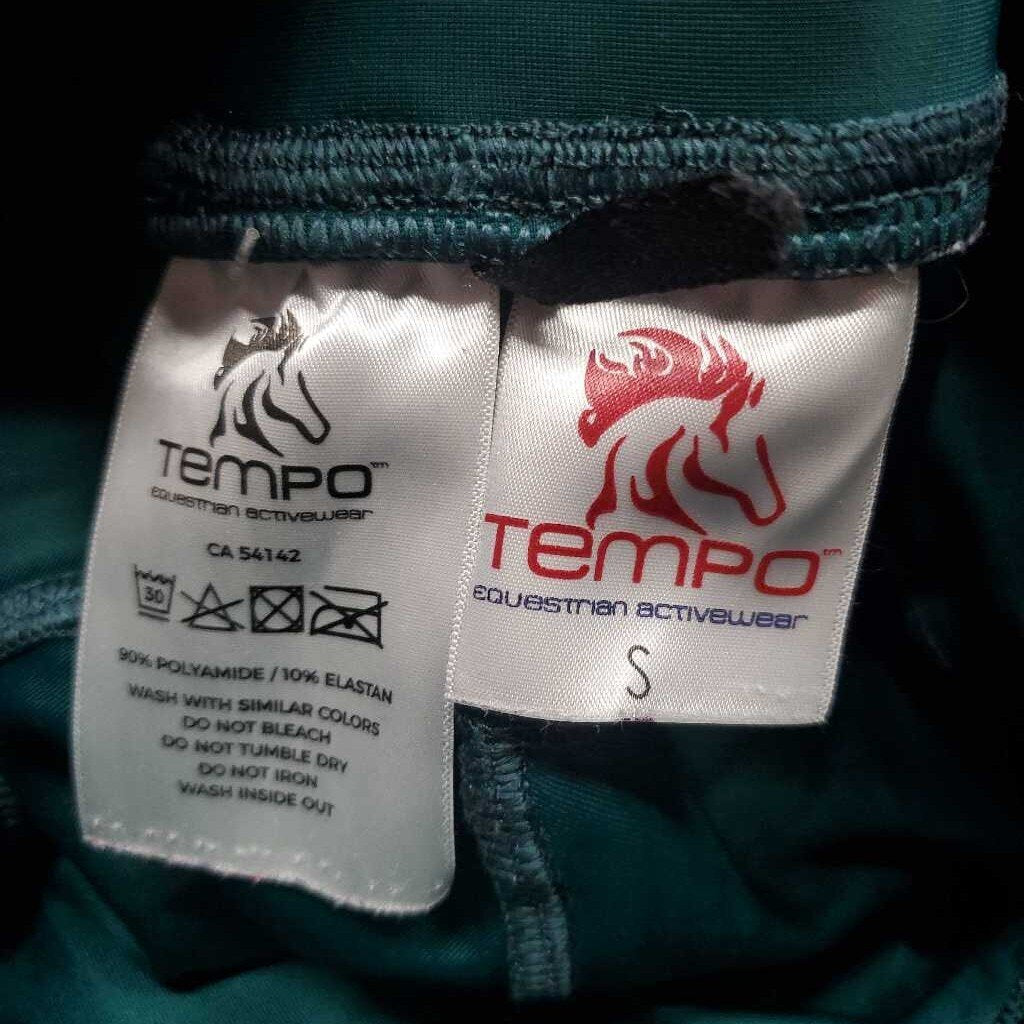 TEMPO™
EQUESTRIAN ACTIVEWEAR
CA 54142
30
90% POLYAMIDE / 10% ELASTAN
WASH WITH SIMILAR COLORS
DO NOT BLEACH
DO NOT TUMBLE DRY
DO NOT IRON
WASH INSIDE OUT
TEMPO™
EQUESTRIAN ACTIVEWEAR
S